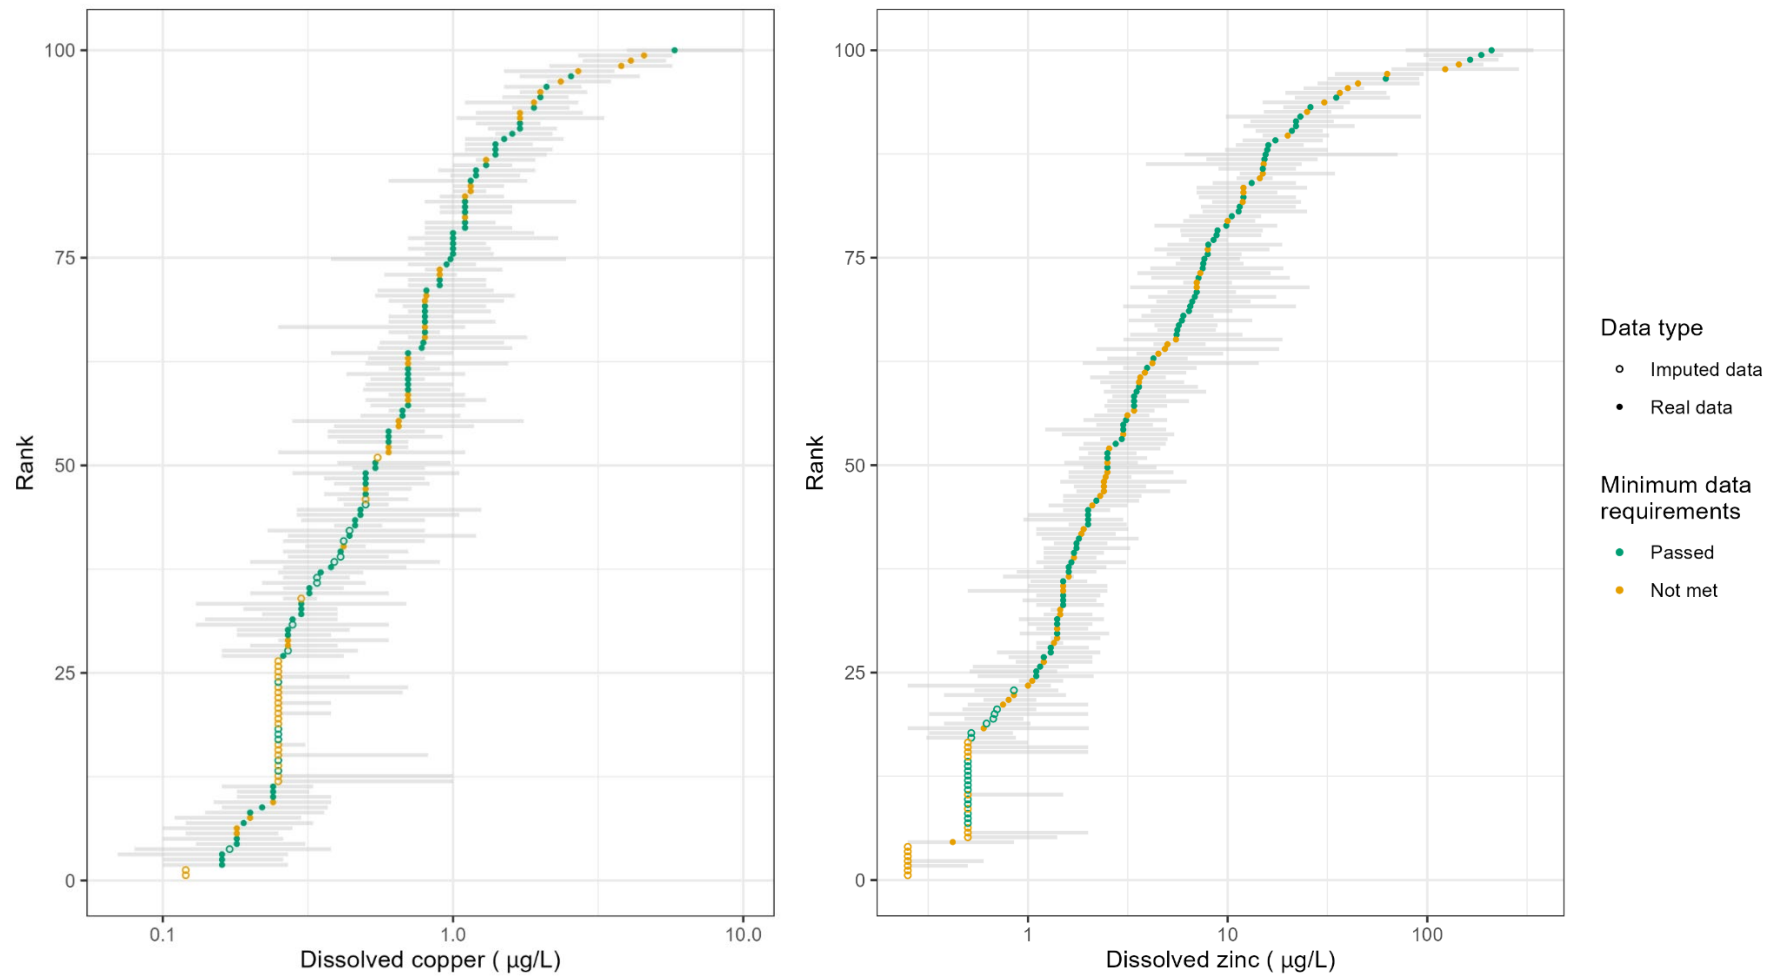 100
75
50
25
0
Rank
0.1
1.0
10.0
Dissolved copper ( µg/L)
100
75
50
25
0
Rank
1
10
100
Dissolved zinc ( µg/L)
Data type
Imputed data
Real data
Minimum data
requirements
Passed
Not met